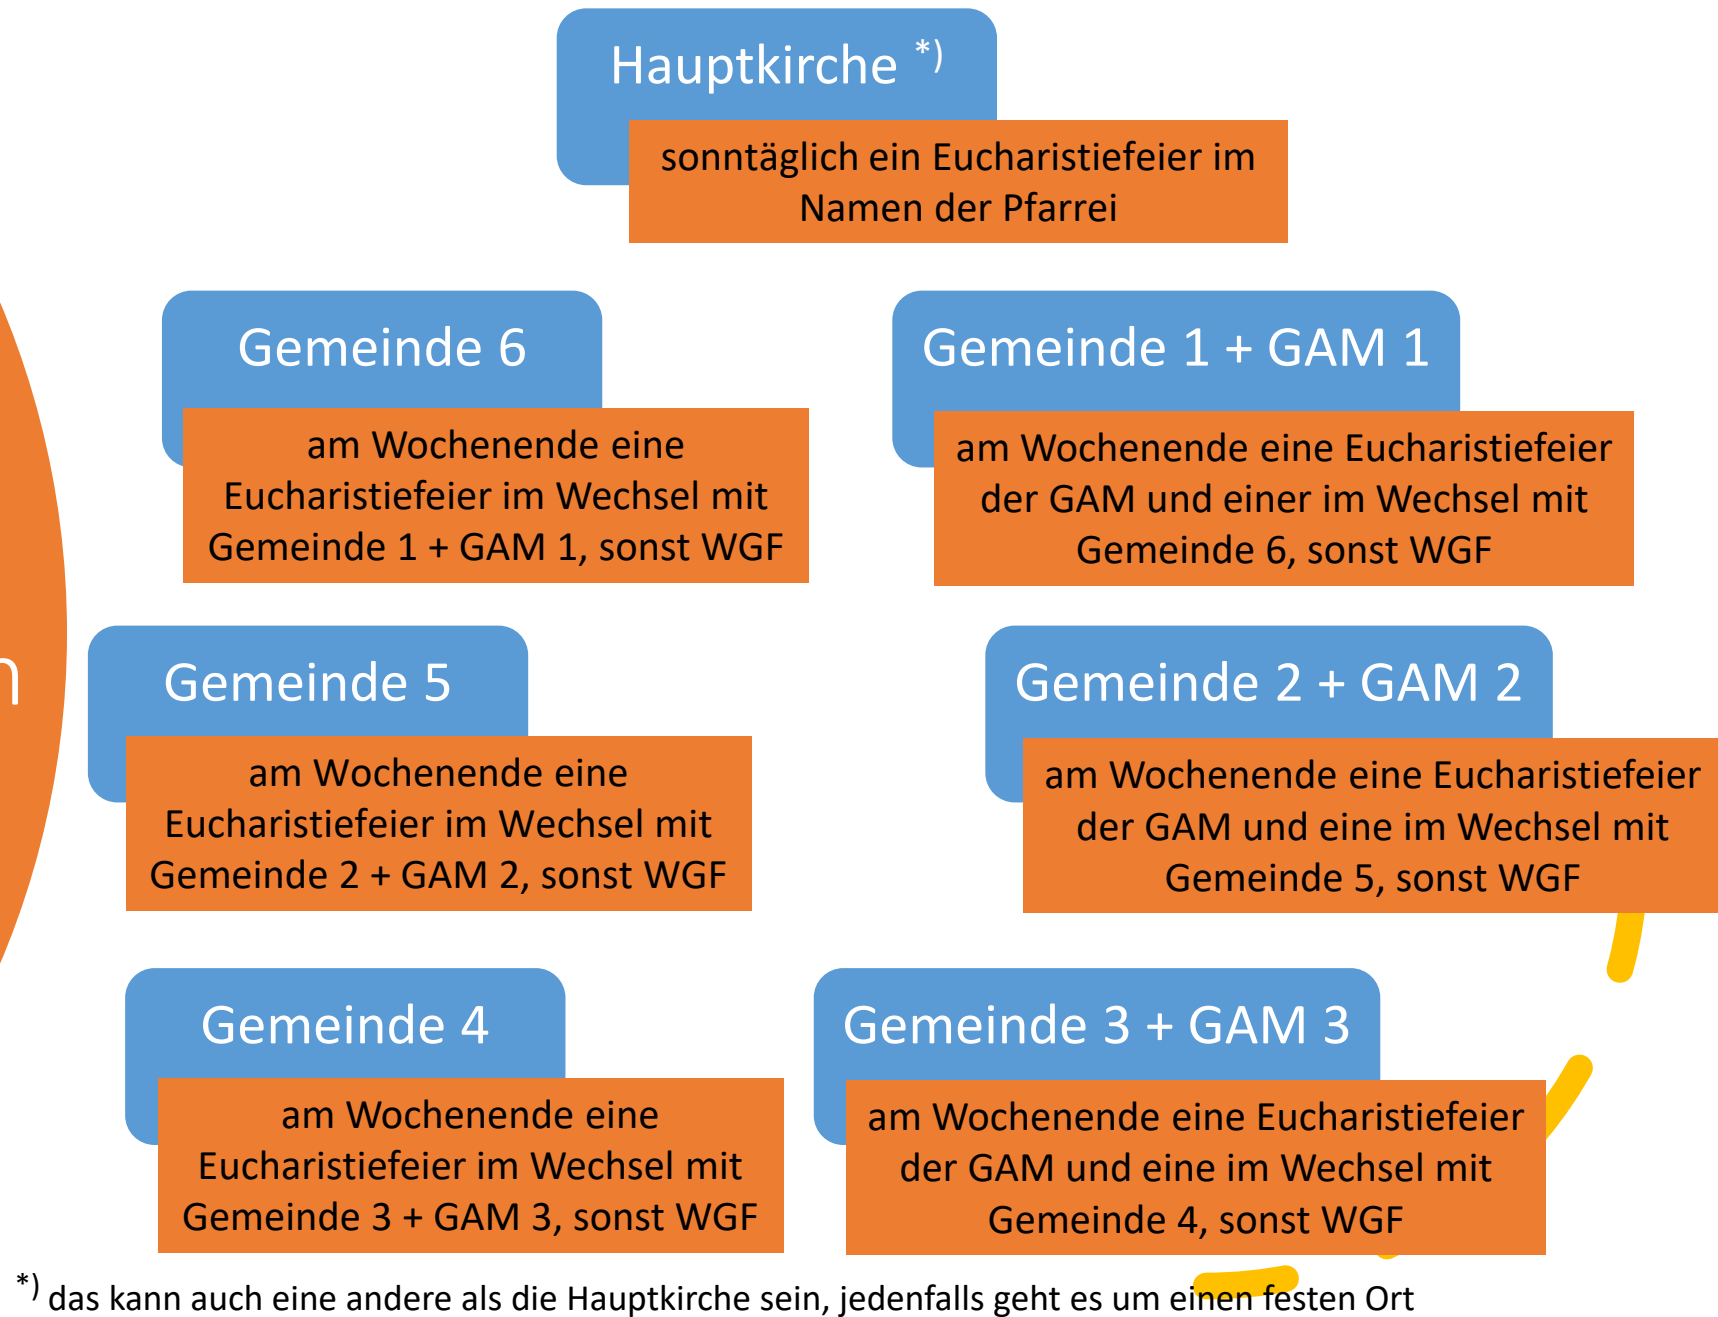 Hauptkirche *)
sonntäglich ein Eucharistiefeier im
Namen der Pfarrei
Gemeinde 6
am Wochenende eine
Eucharistiefeier im Wechsel mit
Gemeinde 1 + GAM 1, sonst WGF
Gemeinde 1 + GAM 1
am Wochenende eine Eucharistiefeier
der GAM und einer im Wechsel mit
Gemeinde 6, sonst WGF
n
Gemeinde 5
am Wochenende eine
Eucharistiefeier im Wechsel mit
Gemeinde 2 + GAM 2, sonst WGF
Gemeinde 2 + GAM 2
am Wochenende eine Eucharistiefeier
der GAM und eine im Wechsel mit
Gemeinde 5, sonst WGF
Gemeinde 4
am Wochenende eine
Eucharistiefeier im Wechsel mit
Gemeinde 3 + GAM 3, sonst WGF
Gemeinde 3 + GAM 3
am Wochenende eine Eucharistiefeier
der GAM und eine im Wechsel mit
Gemeinde 4, sonst WGF
*) das kann auch eine andere als die Hauptkirche sein, jedenfalls geht es um einen festen Ort